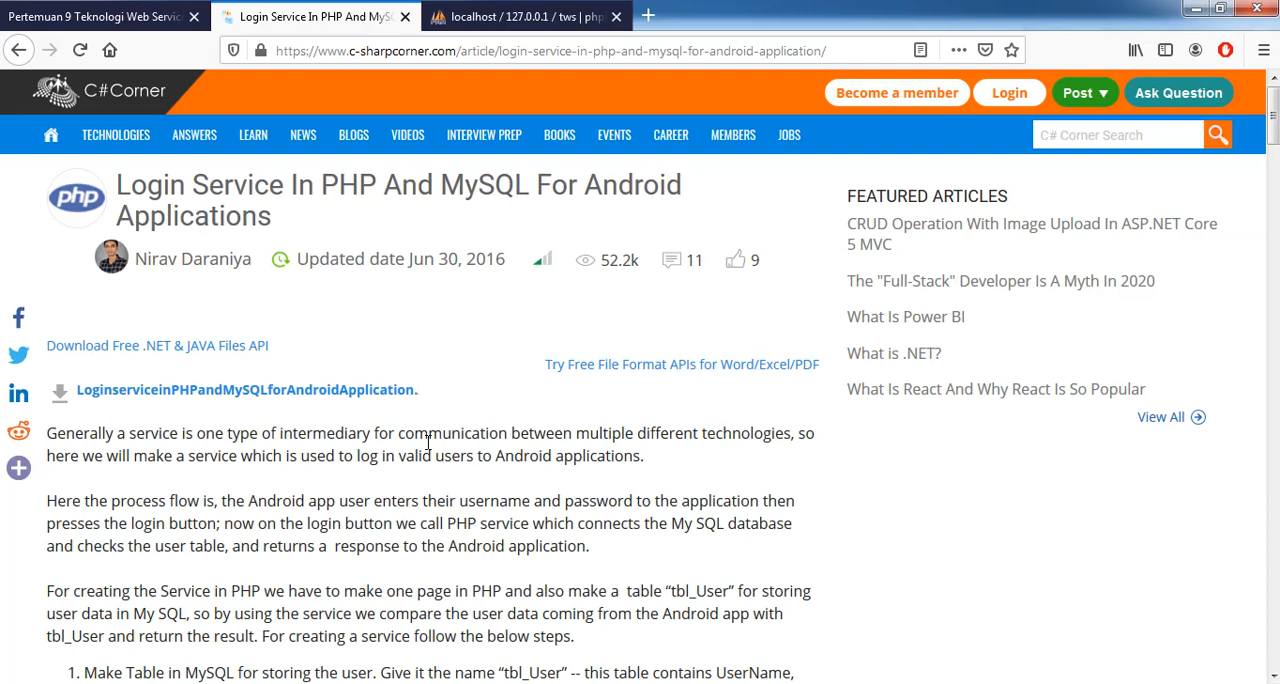 Pertemuan 9 Teknologi Web Servic
Login Service In PHP And MySQ
localhost / 127.0.0.1 / tws | php
https://www.c-sharpcorner.com/article/login-service-in-php-and-mysql-for-android-application/
C#Corner
Become a member
Login
Post ▼
Ask Question
TECHNOLOGIES ANSWERS LEARN NEWS BLOGS VIDEOS INTERVIEW PREP BOOKS EVENTS CAREER MEMBERS JOBS
C# Corner Search
php
Login Service In PHP And MySQL For Android
Applications
Nirav Daraniya
Updated date Jun 30, 2016
52.2k
11
9
Download Free .NET & JAVA Files API
Try Free File Format APIs for Word/Excel/PDF
LoginserviceinPHPandMySQLforAndroidApplication.
Generally a service is one type of intermediary for communication between multiple different technologies, so
here we will make a service which is used to log in valid users to Android applications.
Here the process flow is, the Android app user enters their username and password to the application then
presses the login button; now on the login button we call PHP service which connects the My SQL database
and checks the user table, and returns a response to the Android application.
For creating the Service in PHP we have to make one page in PHP and also make a table “tbl_User” for storing
user data in My SQL, so by using the service we compare the user data coming from the Android app with
tbl_User and return the result. For creating a service follow the below steps.
1. Make Table in MySQL for storing the user. Give it the name “tbl_User” -- this table contains UserName,
FEATURED ARTICLES
CRUD Operation With Image Upload In ASP.NET Core
5 MVC
The "Full-Stack" Developer Is A Myth In 2020
What Is Power BI
What is .NET?
What Is React And Why React Is So Popular
View All